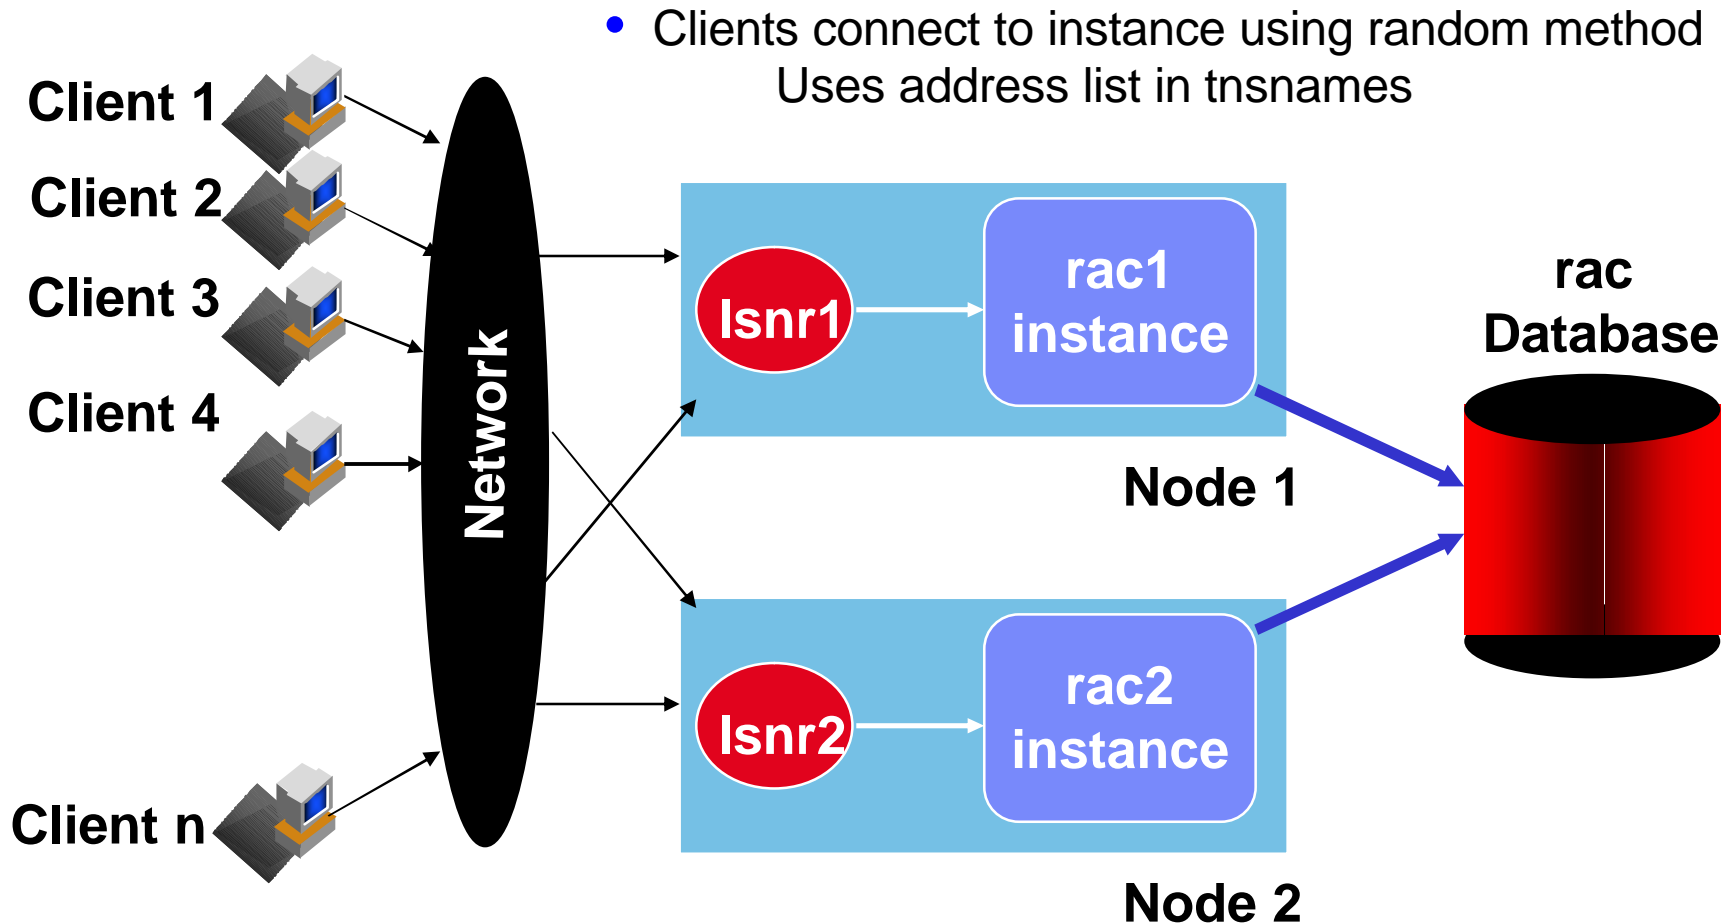 • Clients connect to instance using random method
Uses address list in tnsnames
Client 1
Client 2
Client 3
Client 4
Client n
Network
lsnr1
rac1
instance
Node 1
lsnr2
rac2
instance
Node 2
rac
Database